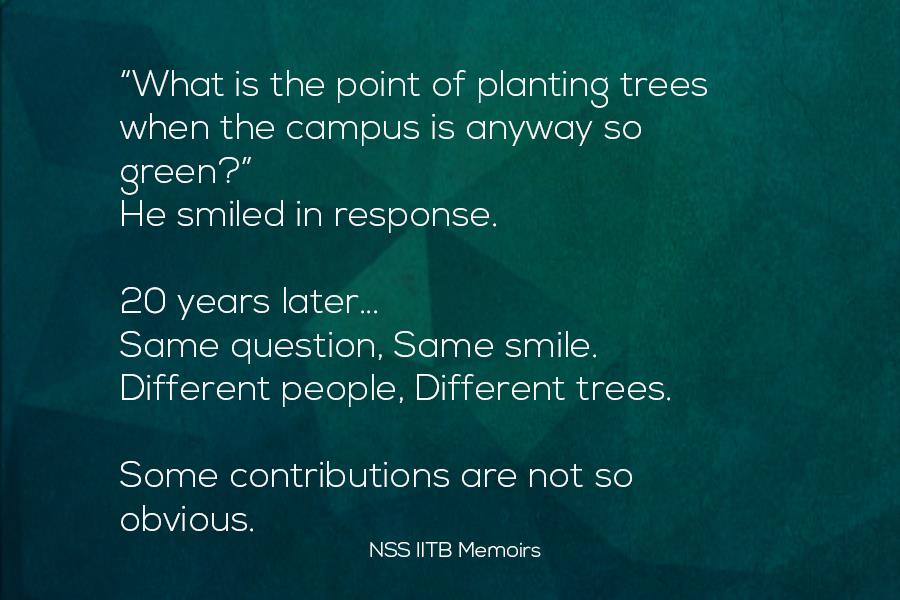 “What is the point of planting trees
when the campus is anyway so
green?”
He smiled in response.
20 years later...
Same question, Same smile.
Different people, Different trees.
Some contributions are not so
obvious.
NSS IITB Memoirs